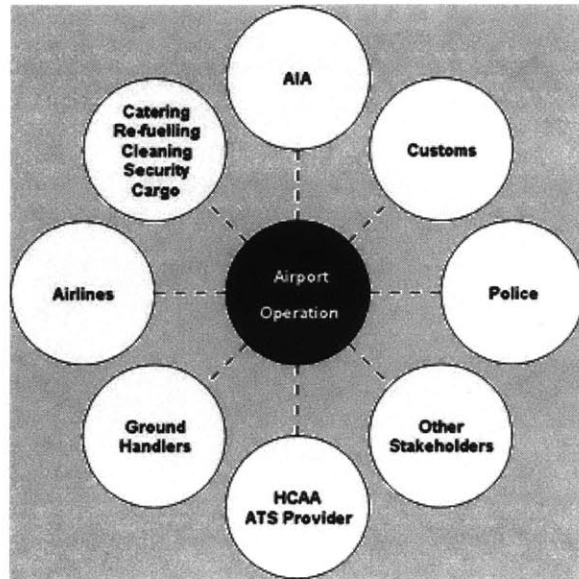 AIA
Catering
Re-fuelling
Cleaning
Security
Cargo
Customs
Airlines
Airport
Operation
Police
Ground
Handlers
Other
Stakeholders
HCAA
ATS Provider